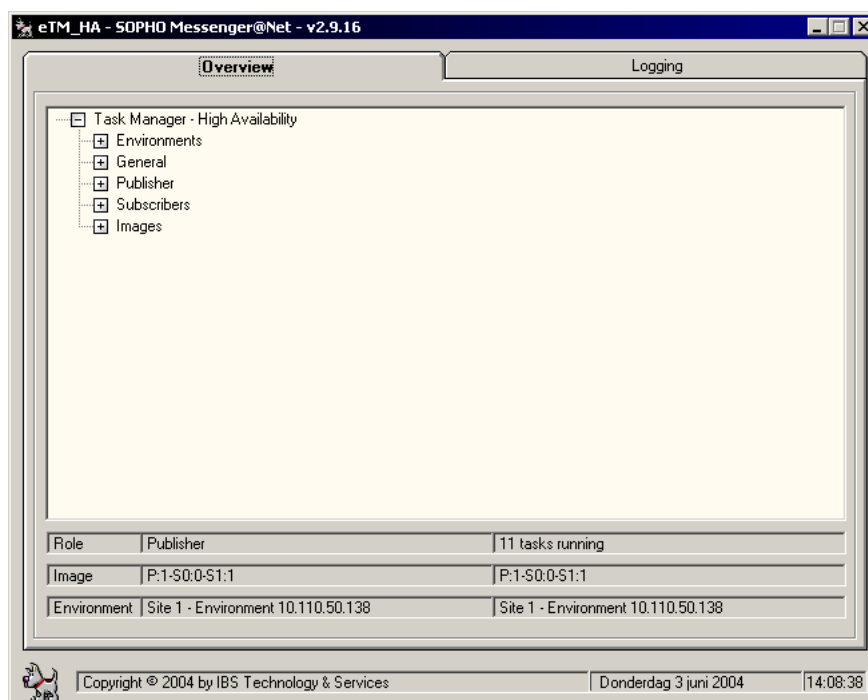 eTM_HA - SOPHO Messenger@Net - v2.9.16
Overview
Logging
Task Manager - High Availability
Environments
General
Publisher
Subscribers
Images
Role Publisher 11 tasks running
Image P:1-S0:0-S1:1 P:1-S0:0-S1:1
Environment Site 1 - Environment 10.110.50.138 Site 1 - Environment 10.110.50.138
Copyright © 2004 by IBS Technology & Services Donderdag 3 juni 2004 14:08:38